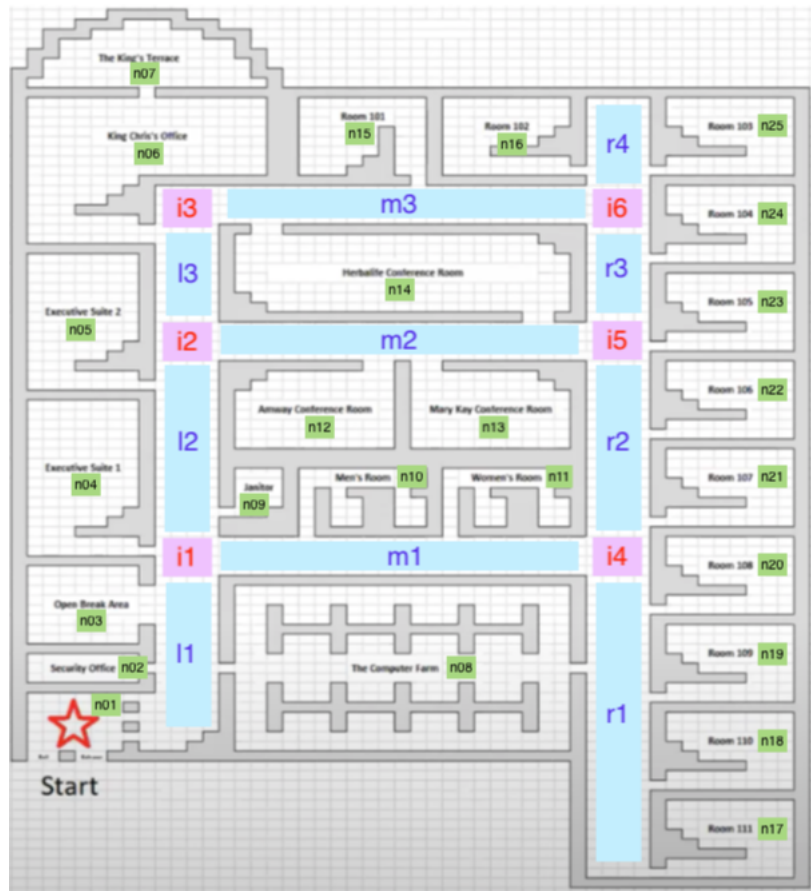 The King's Terrace
n07
King Chris's Office
n06
Room 101
n15
Room 102
n16
r4
Room 103
n25
i3
m3
i6
Room 104
n24
l3
Herbalife Conference Room
n14
r3
Executive Suite 2
n05
Room 105
n23
i2
m2
i5
Room 106
n22
Amway Conference Room
n12
Mary Kay Conference Room
n13
l2
r2
Executive Suite 1
n04
Janitor
n09
Men's Room
n10
Women's Room
n11
Room 107
n21
i1
m1
i4
Room 108
n20
Open Break Area
n03
l1
Security Office
n02
The Computer Farm
n08
Room 109
n19
n01
r1
Room 110
n18
Start
Room 111
n17